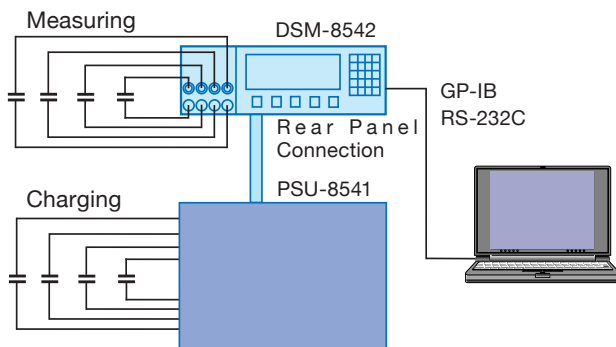 Measuring
DSM-8542
GP-IB
RS-232C
Rear Panel
Connection
PSU-8541
Charging